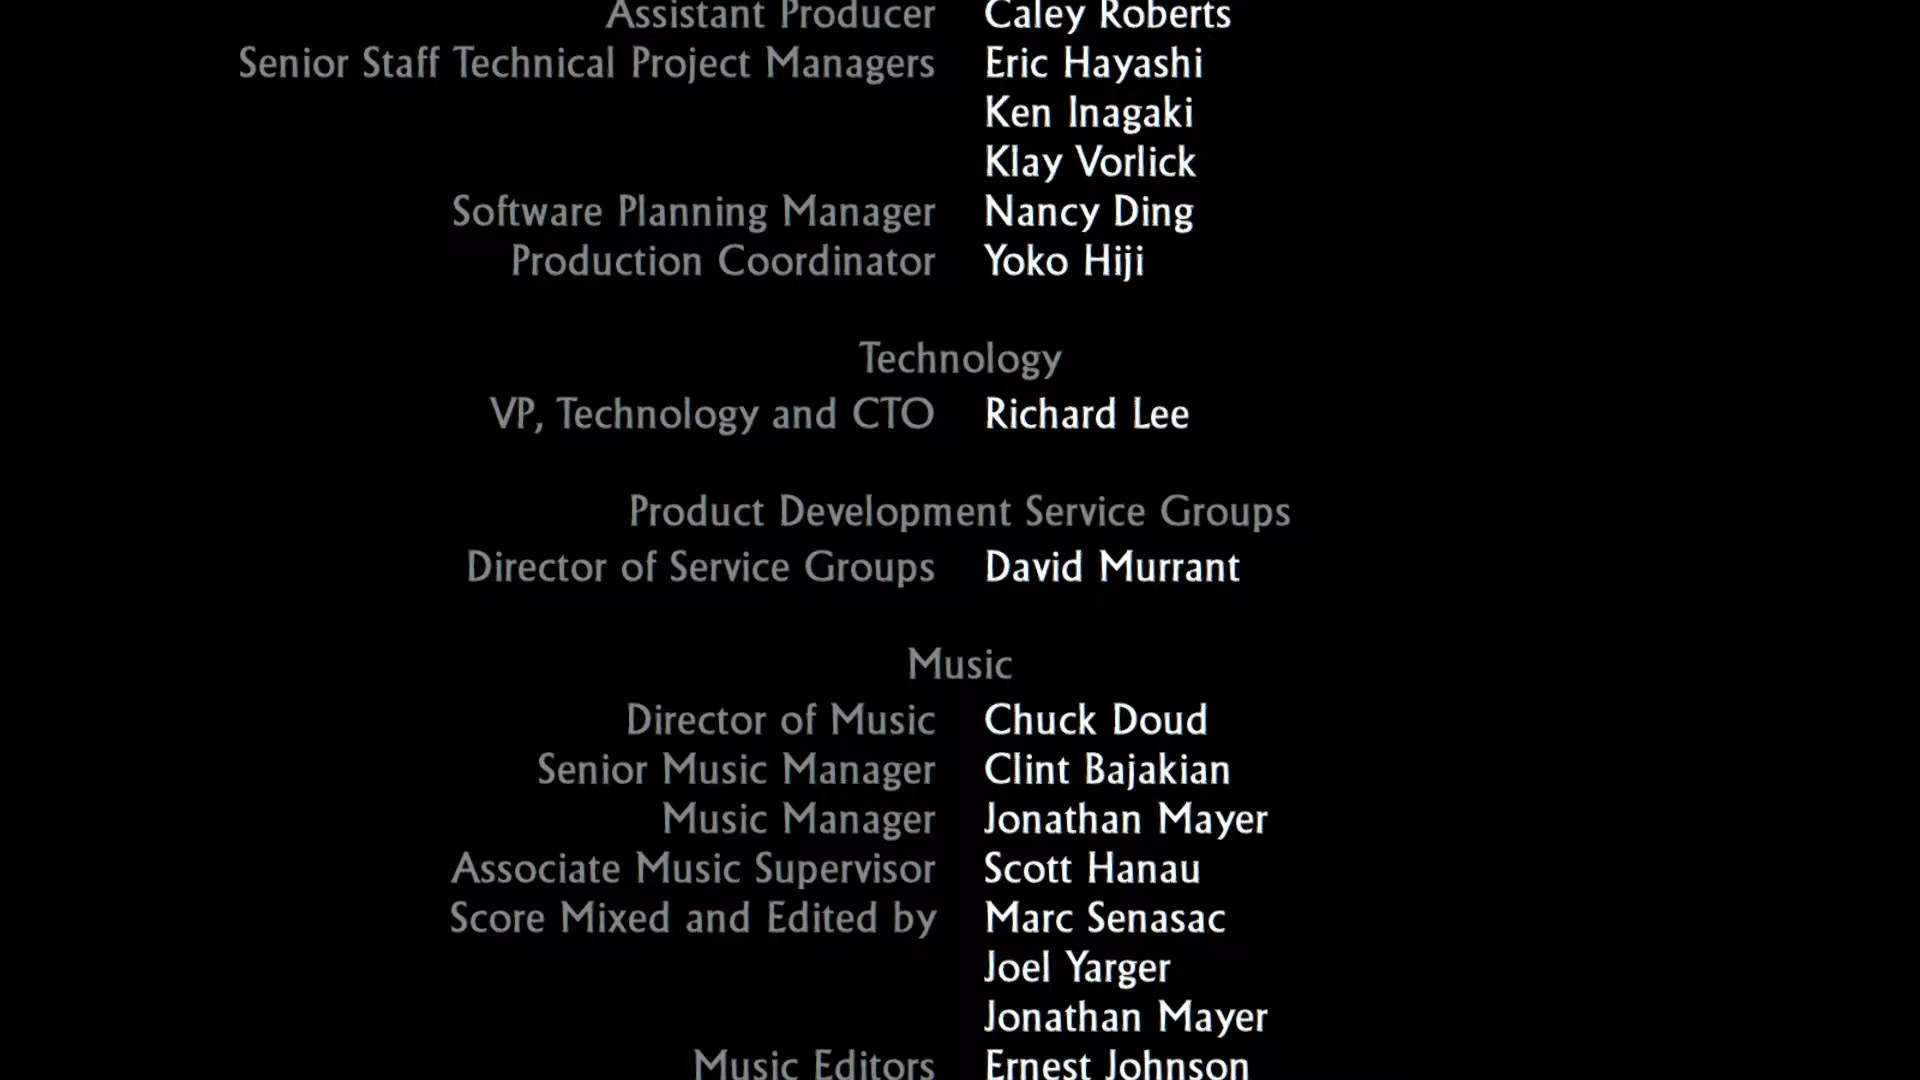 Assistant Producer Caley Roberts
Senior Staff Technical Project Managers Eric Hayashi
Ken Inagaki
Klay Vorlick
Software Planning Manager Nancy Ding
Production Coordinator Yoko Hiji
Technology
VP, Technology and CTO Richard Lee
Product Development Service Groups
Director of Service Groups David Murrant
Music
Director of Music Chuck Doud
Senior Music Manager Clint Bajakian
Music Manager Jonathan Mayer
Associate Music Supervisor Scott Hanau
Score Mixed and Edited by Marc Senasac
Joel Yarger
Jonathan Mayer
Music Editors Ernest Johnson